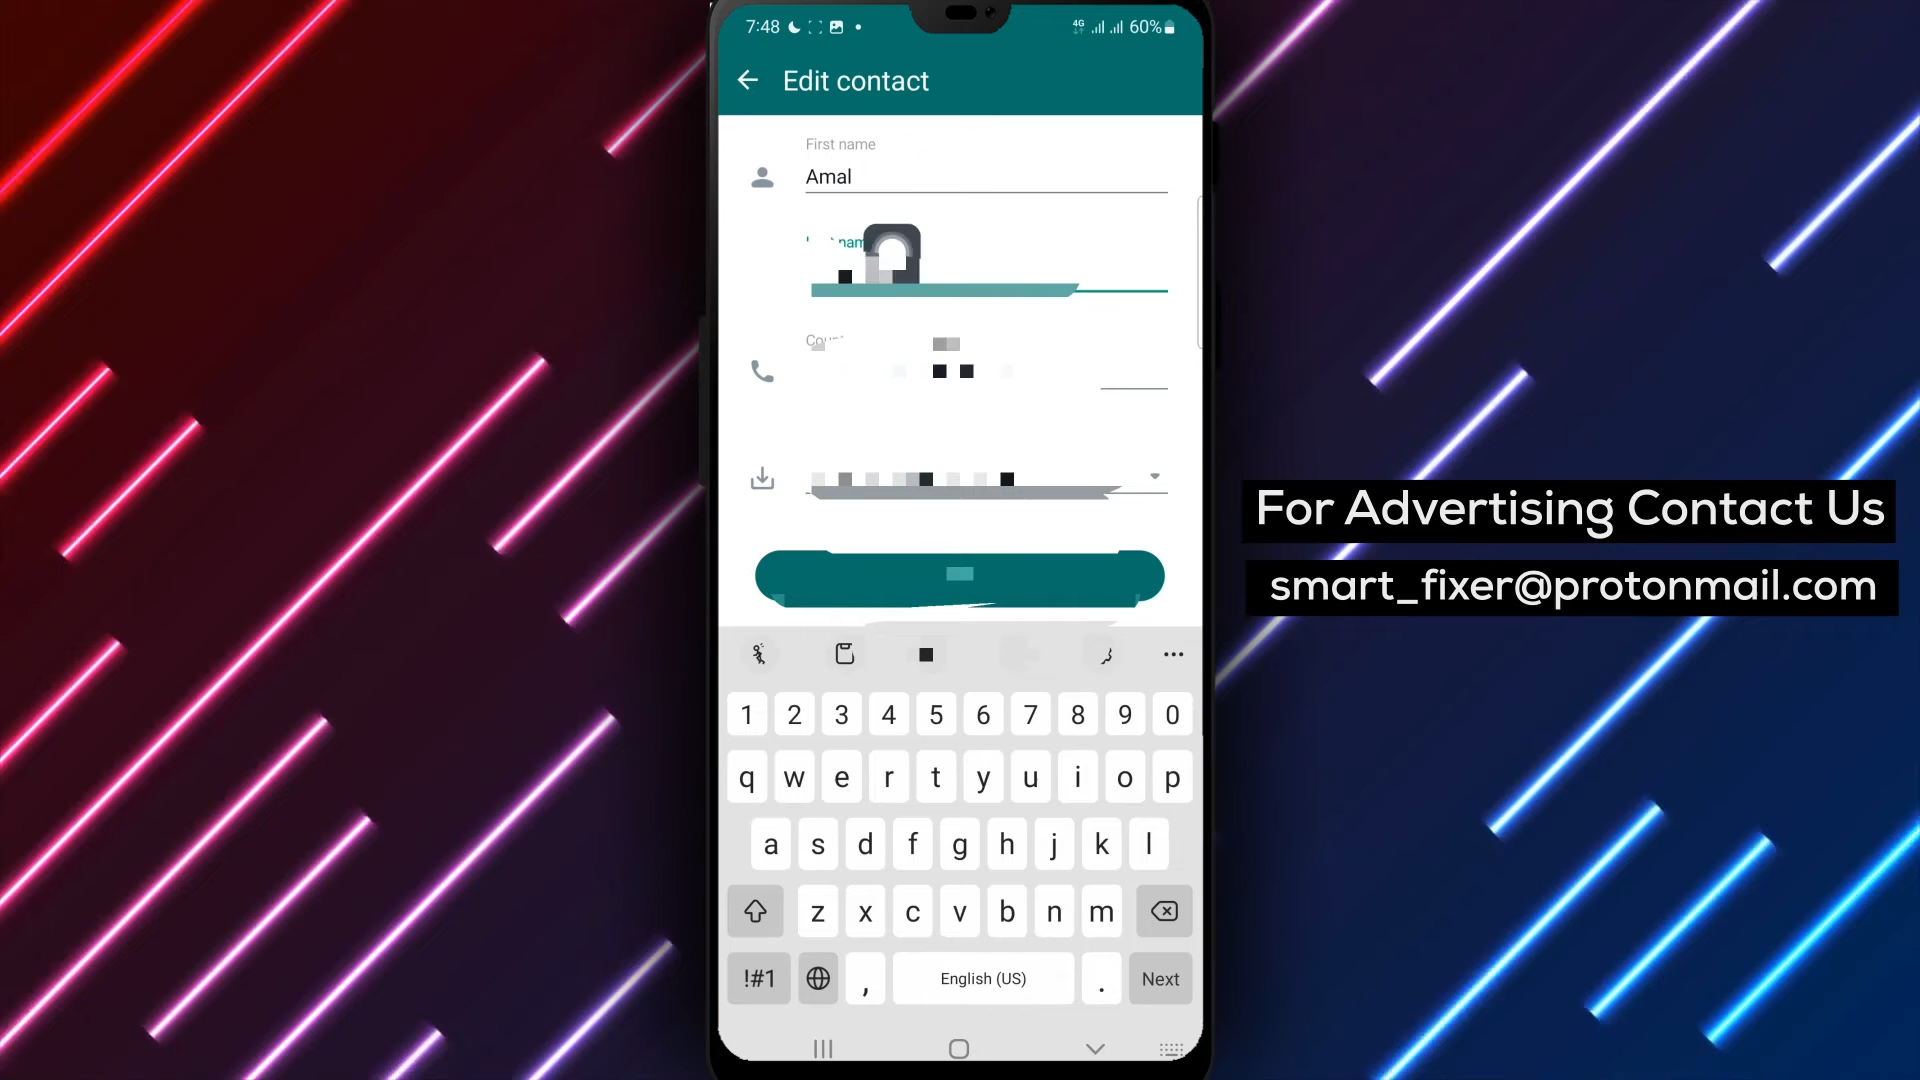 7:48
4G
60%
Edit contact
First name
Amal
1 2 3 4 5 6 7 8 9 0
q w e r t y u i o p
a s d f g h j k l
z x c v b n m
!#1 , English (US) . Next
For Advertising Contact Us
smart_fixer@protonmail.com